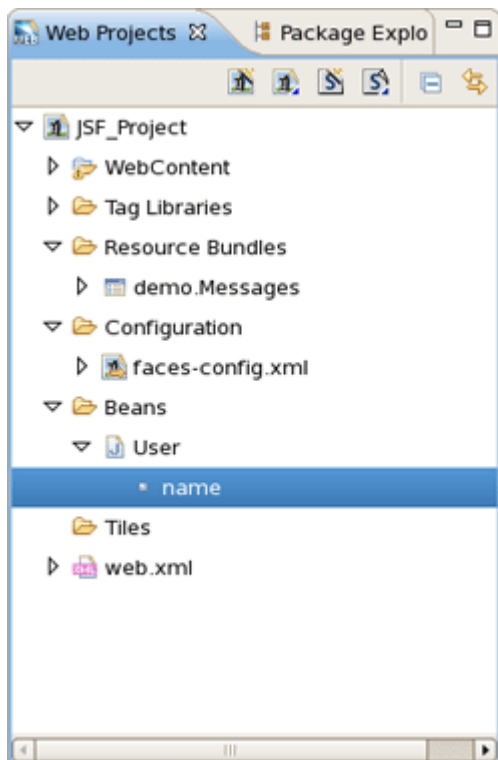 Web Projects Package Explo
JSF_Project
WebContent
Tag Libraries
Resource Bundles
demo.Messages
Configuration
faces-config.xml
Beans
User
name
Tiles
web.xml